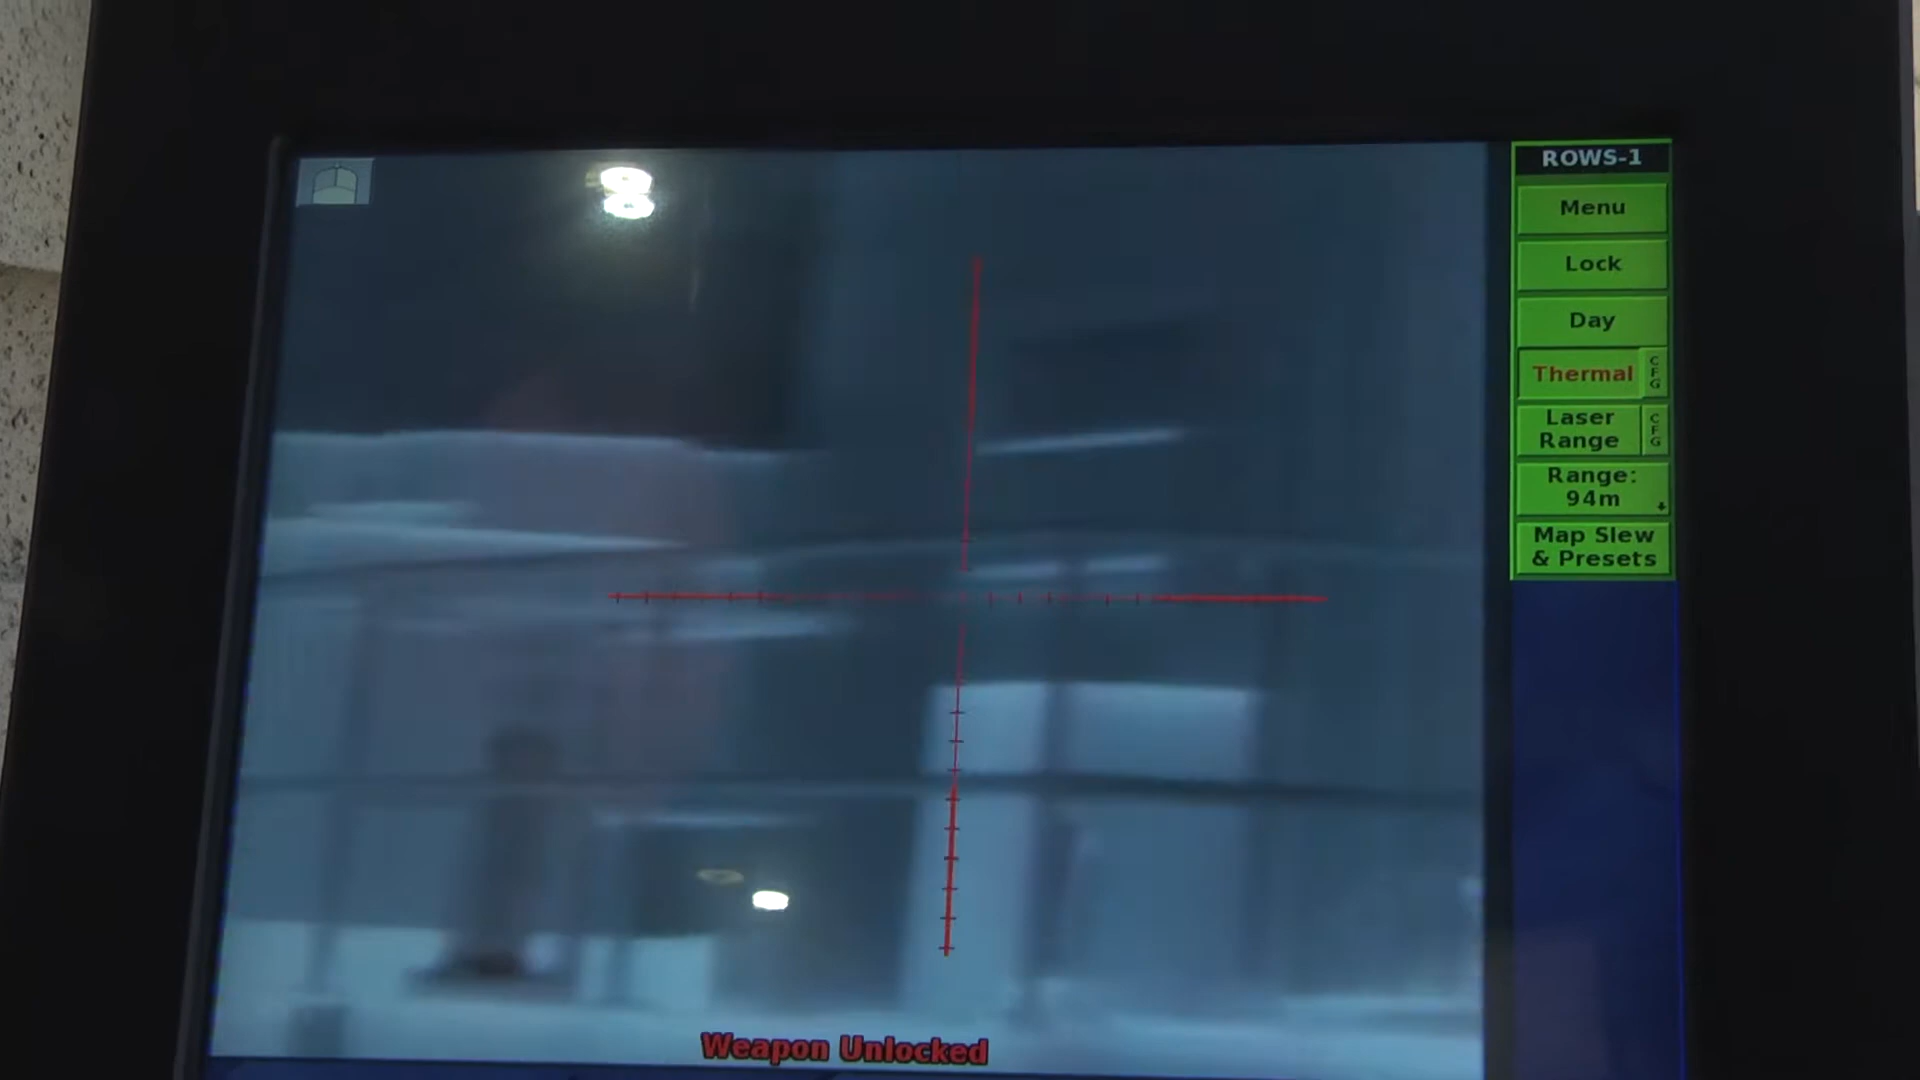 ROWS-1
Menu
Lock
Day
Thermal
CFG
Laser
Range
CFG
Range:
94m
Map Slew
& Presets
Weapon Unlocked